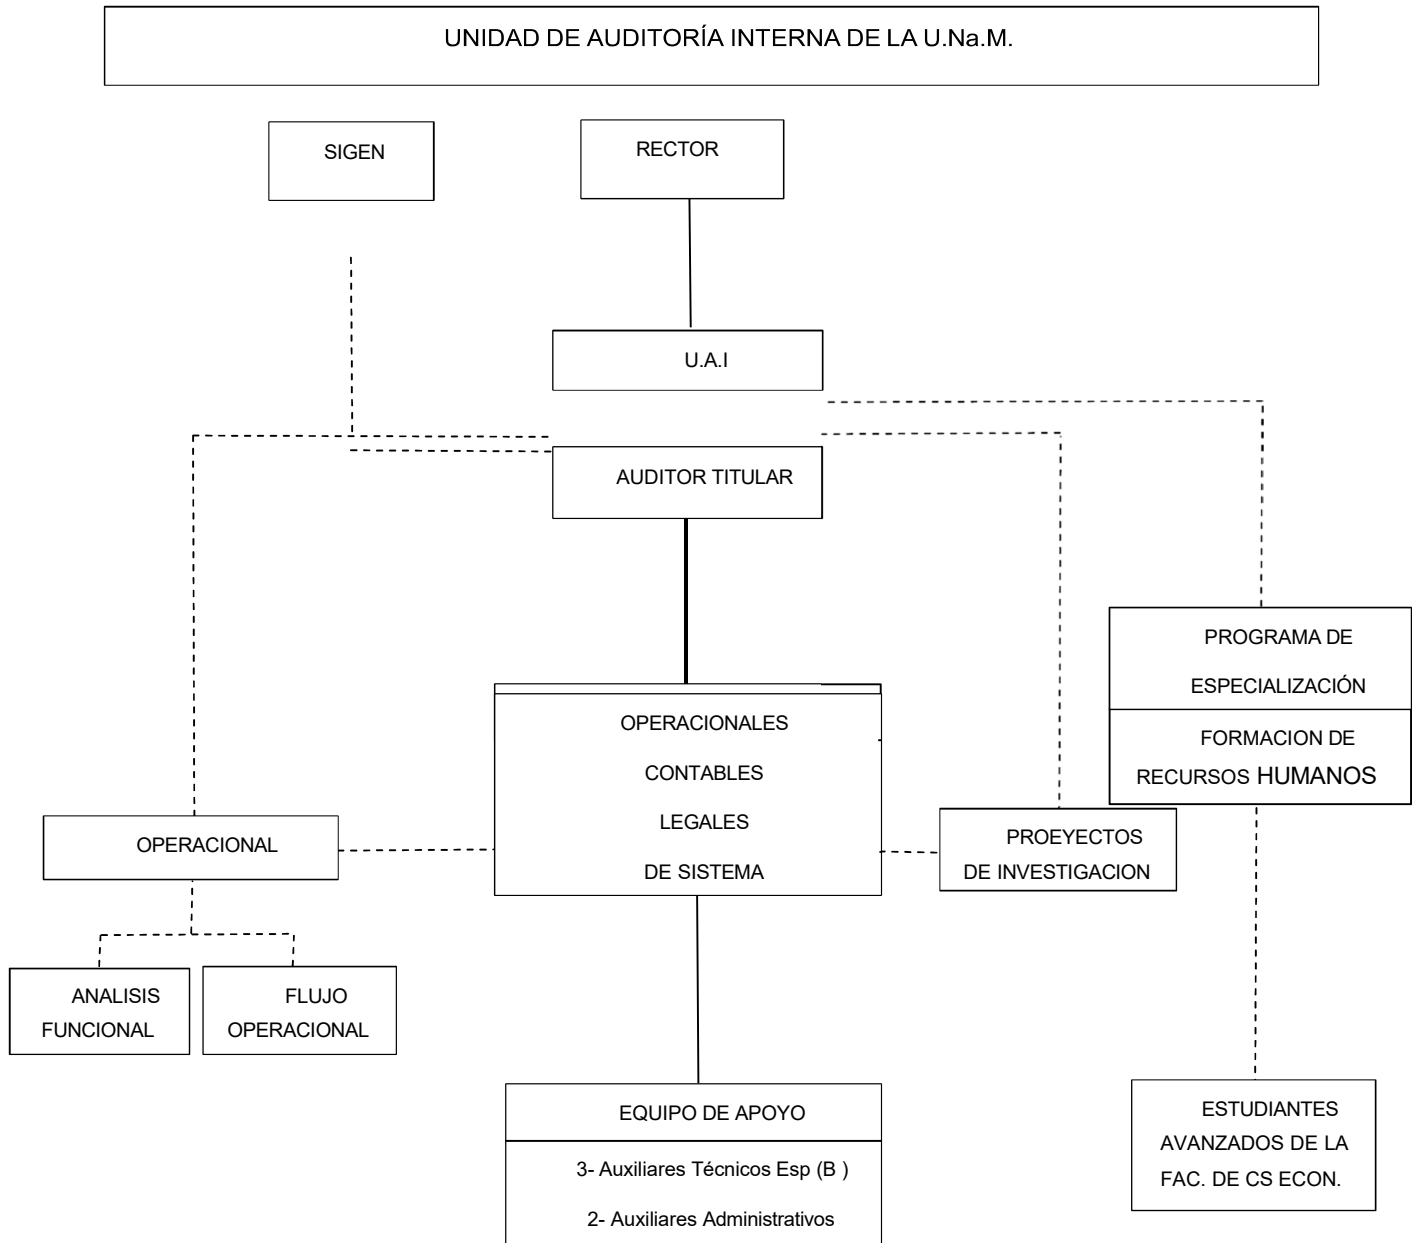 UNIDAD DE AUDITORÍA INTERNA DE LA U.Na.M.
SIGEN
RECTOR
U.A.I
AUDITOR TITULAR
PROGRAMA DE
ESPECIALIZACIÓN
FORMACION DE
RECURSOS HUMANOS
OPERACIONALES
CONTABLES
LEGALES
DE SISTEMA
OPERACIONAL
PROEYECTOS
DE INVESTIGACION
ANALISIS
FUNCIONAL
FLUJO
OPERACIONAL
EQUIPO DE APOYO
3- Auxiliares Técnicos Esp (B )
2- Auxiliares Administrativos
ESTUDIANTES
AVANZADOS DE LA
FAC. DE CS ECON.